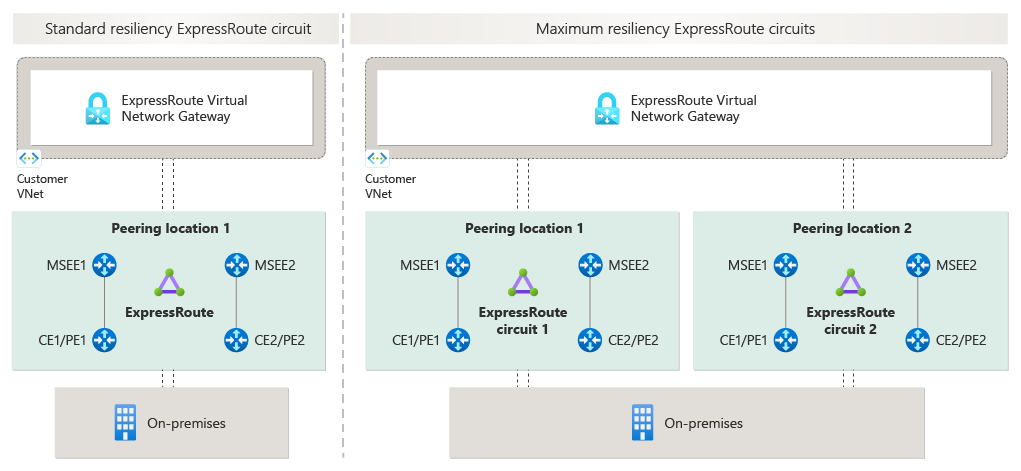 Standard resiliency ExpressRoute circuit
ExpressRoute Virtual
Network Gateway
Customer
VNet
Peering location 1
MSEE1
MSEE2
ExpressRoute
CE1/PE1
CE2/PE2
On-premises
Maximum resiliency ExpressRoute circuits
ExpressRoute Virtual
Network Gateway
Customer
VNet
Peering location 1
MSEE1
MSEE2
ExpressRoute
circuit 1
CE1/PE1
CE2/PE2
Peering location 2
MSEE1
MSEE2
ExpressRoute
circuit 2
CE1/PE1
CE2/PE2
On-premises